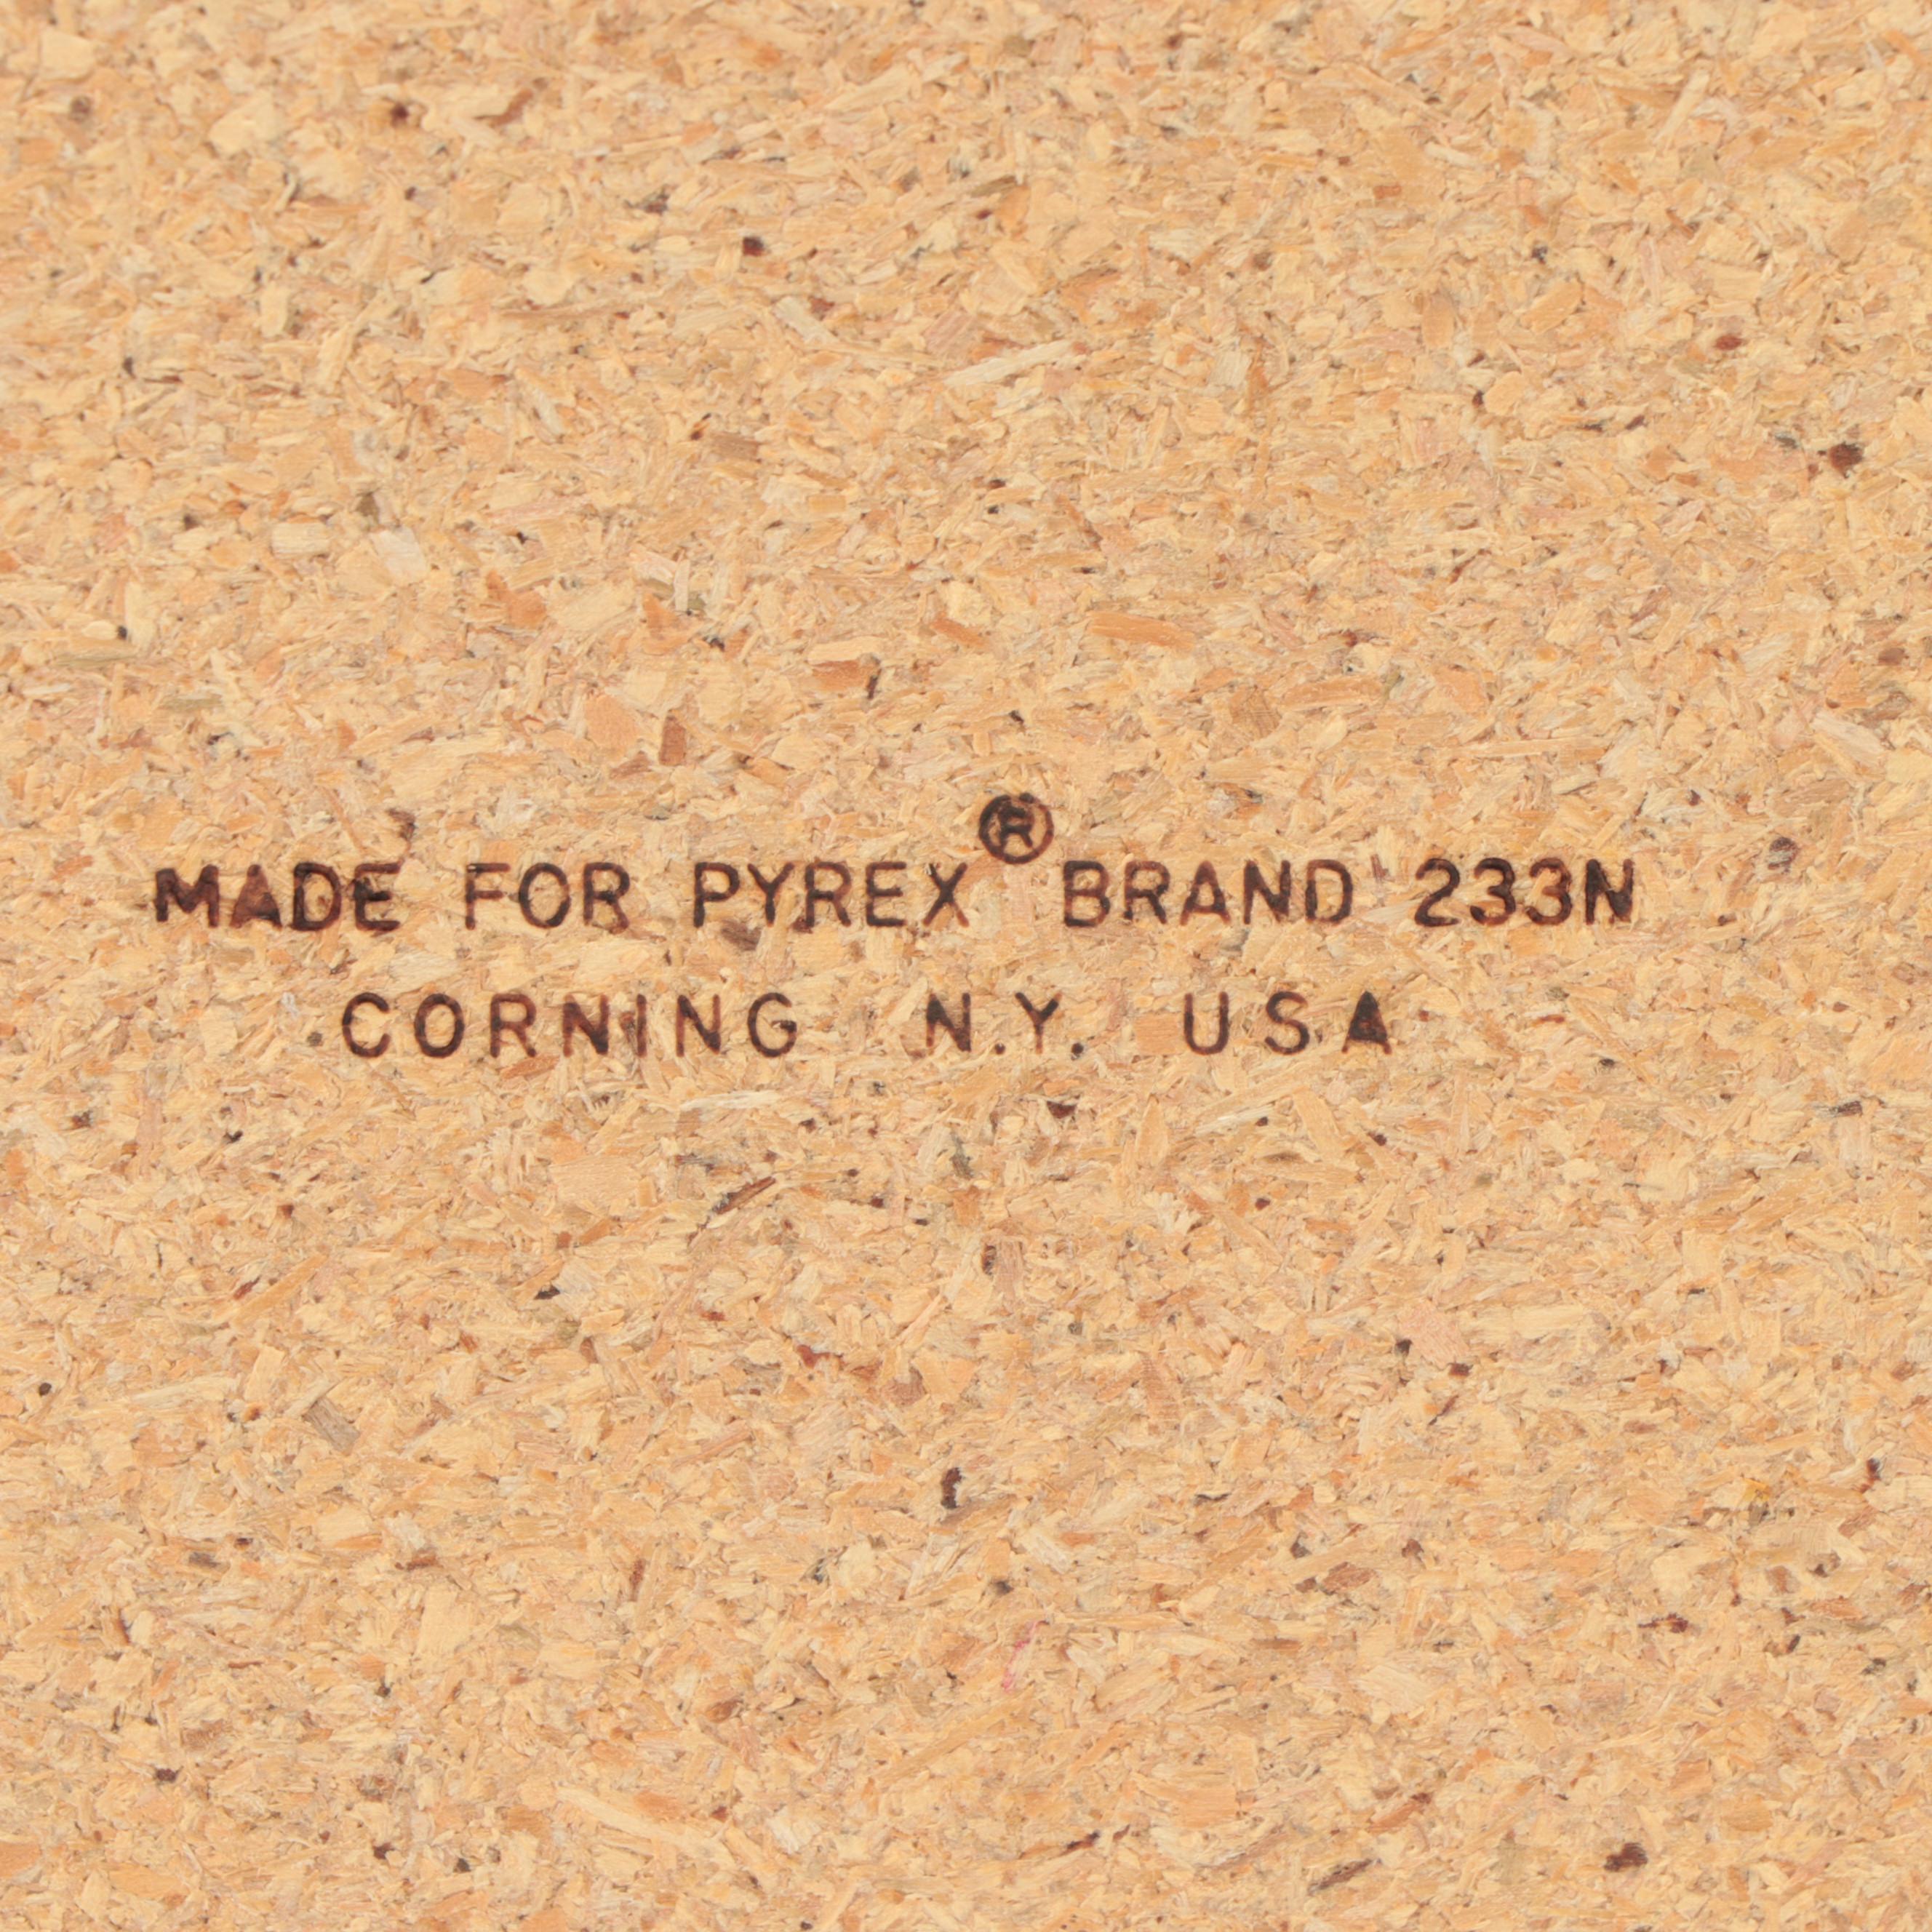 MADE FOR PYREX® BRAND 233N
CORNING N.Y. USA